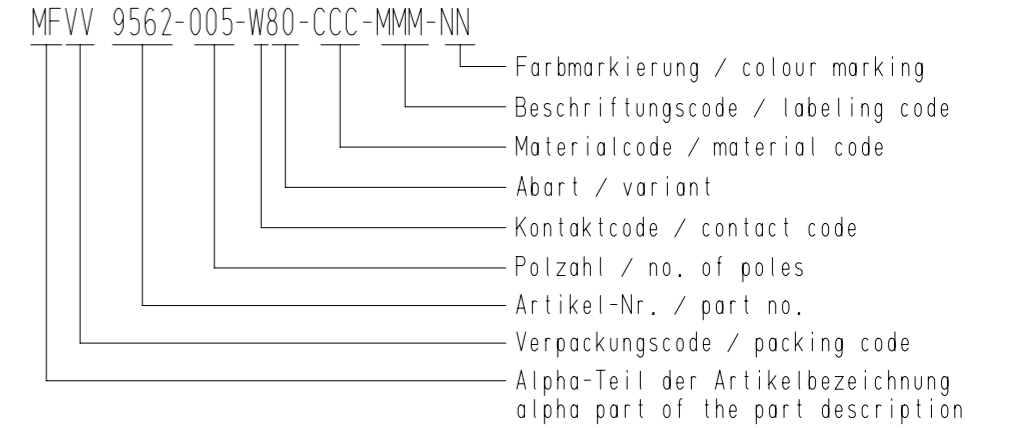 MFVV 9562-005-W80-CCC-MMM-NN
Farbmarkierung / colour marking
Beschriftungscode / labeling code
Materialcode / material code
Abart / variant
Kontaktcode / contact code
Polzahl / no. of poles
Artikel-Nr. / part no.
Verpackungscode / packing code
Alpha-Teil der Artikelbezeichnung
alpha part of the part description